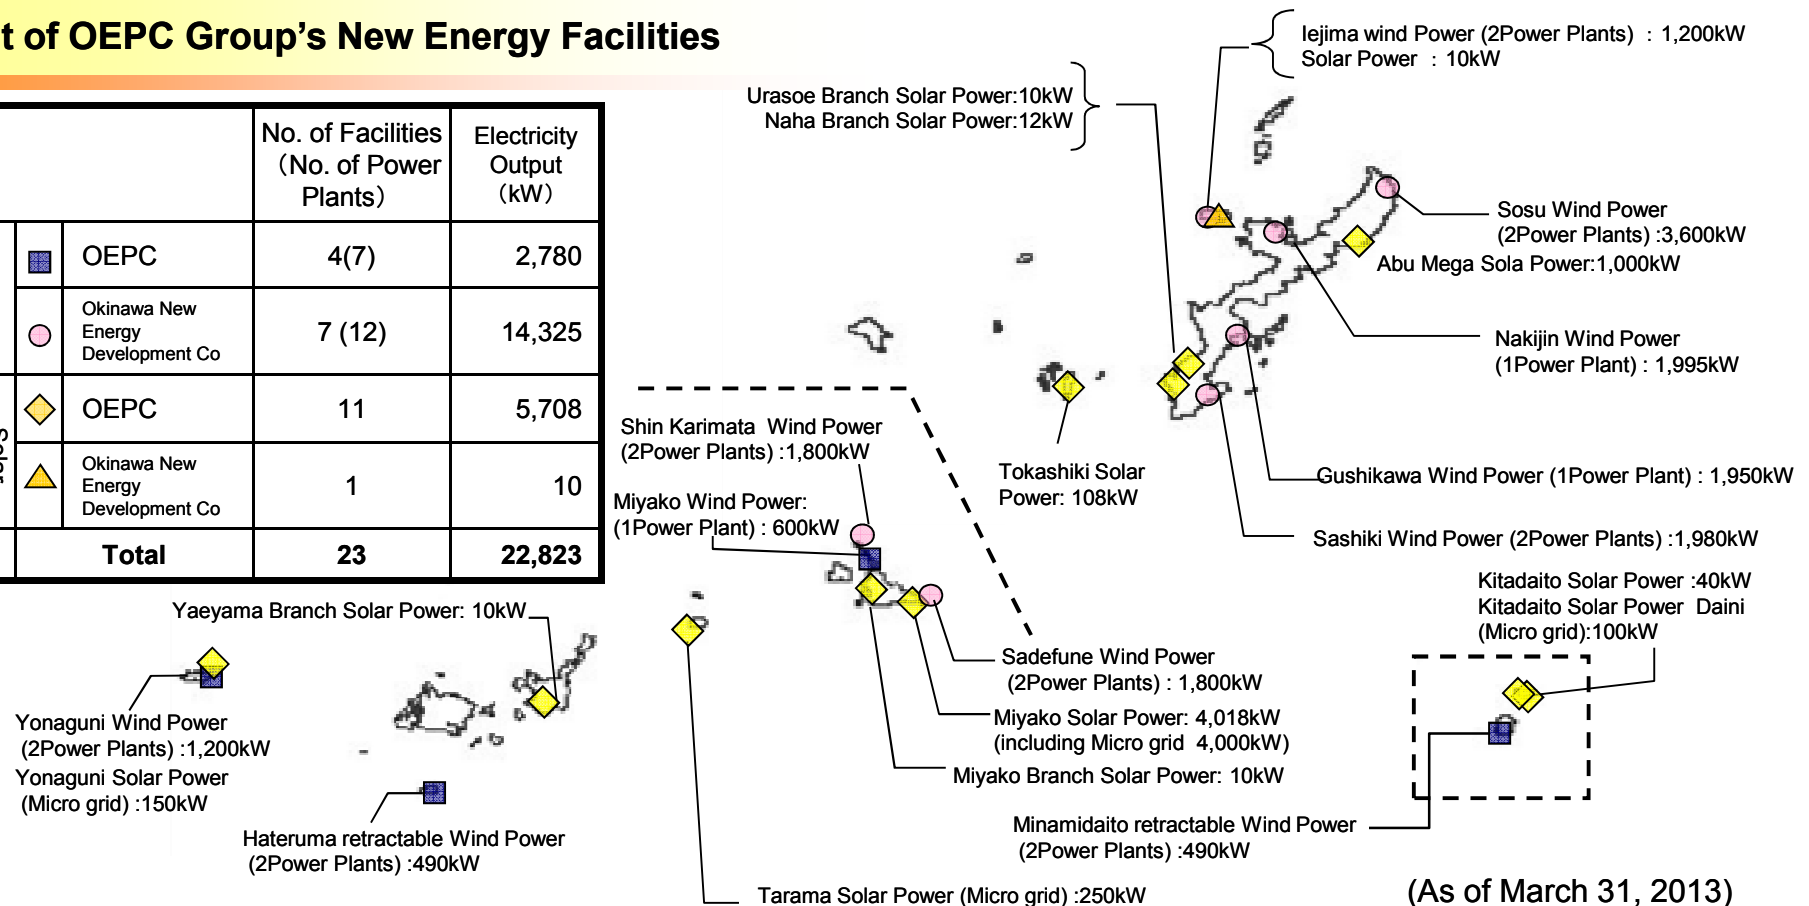 t of OEPC Group's New Energy Facilities
No. of Facilities
（No. of Power
Plants）
Electricity
Output
（kW）
OEPC
4(7)
2,780
Okinawa New
Energy
Development Co
7 (12)
14,325
Solar
OEPC
11
5,708
Okinawa New
Energy
Development Co
1
10
Total
23
22,823
Iejima wind Power (2Power Plants) : 1,200kW
Solar Power : 10kW
Urasoe Branch Solar Power:10kW
Naha Branch Solar Power:12kW
Sosu Wind Power
(2Power Plants) :3,600kW
Abu Mega Sola Power:1,000kW
Nakijin Wind Power
(1Power Plant) : 1,995kW
Shin Karimata Wind Power
(2Power Plants) :1,800kW
Tokashiki Solar
Power: 108kW
Gushikawa Wind Power (1Power Plant) : 1,950kW
Miyako Wind Power:
(1Power Plant) : 600kW
Sashiki Wind Power (2Power Plants) :1,980kW
Kitadaito Solar Power :40kW
Kitadaito Solar Power Daini
(Micro grid):100kW
Yaeyama Branch Solar Power: 10kW
Sadefune Wind Power
(2Power Plants) : 1,800kW
Yonaguni Wind Power
(2Power Plants) :1,200kW
Yonaguni Solar Power
(Micro grid) :150kW
Miyako Solar Power: 4,018kW
(including Micro grid 4,000kW)
Miyako Branch Solar Power: 10kW
Hateruma retractable Wind Power
(2Power Plants) :490kW
Minamidaito retractable Wind Power
(2Power Plants) :490kW
Tarama Solar Power (Micro grid) :250kW
(As of March 31, 2013)